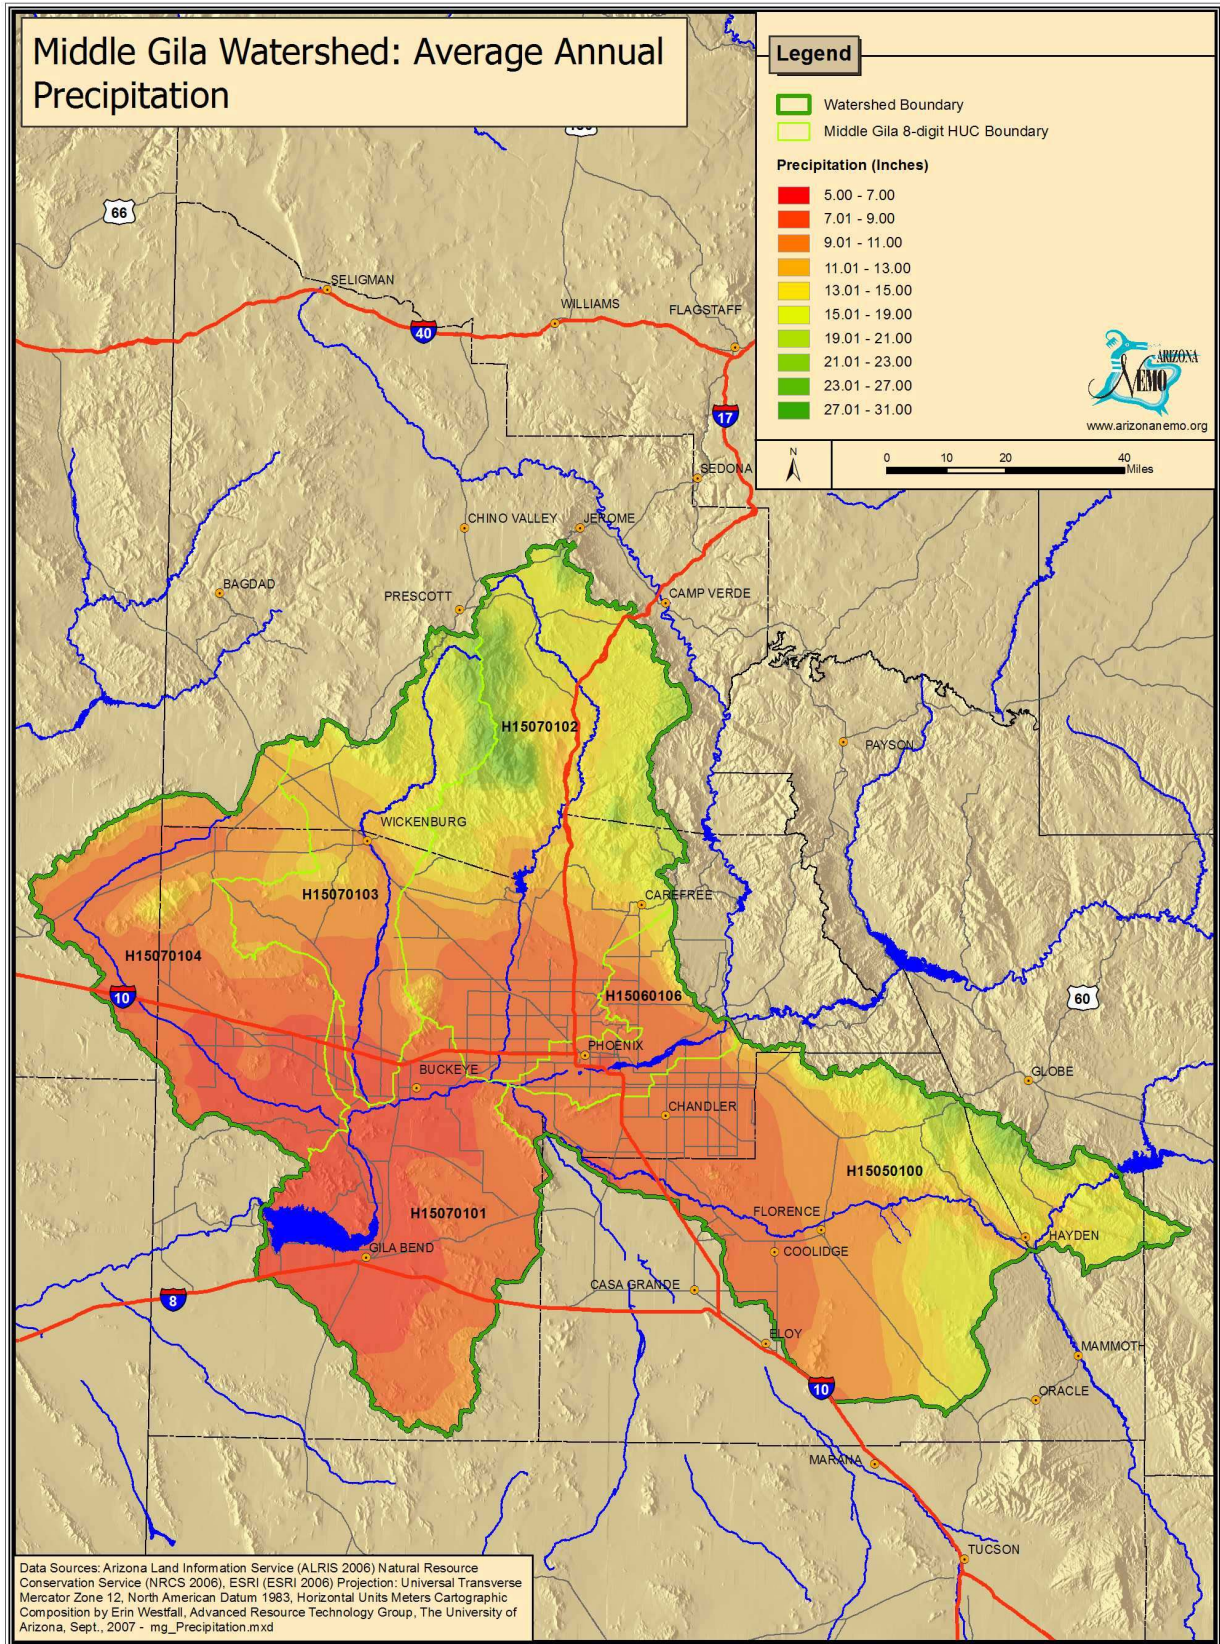 Middle Gila Watershed: Average Annual
Precipitation
Legend
Watershed Boundary
Middle Gila 8-digit HUC Boundary
Precipitation (Inches)
5.00 - 7.00
7.01 - 9.00
9.01 - 11.00
11.01 - 13.00
13.01 - 15.00
15.01 - 19.00
19.01 - 21.00
21.01 - 23.00
23.01 - 27.00
27.01 - 31.00
ARIZONA
NEMO
www.arizonanemo.org
N
0 10 20 40
Miles
66
SELIGMAN
WILLIAMS
FLAGSTAFF
40
17
SEDONA
CHINO VALLEY
JEROME
BAGDAD
PRESCOTT
CAMP VERDE
H15070102
PAYSON
WICKENBURG
H15070103
CAREFREE
H15070104
10
H15060106
60
PHOENIX
BUCKEYE
GLOBE
CHANDLER
H15050100
H15070101
FLORENCE
HAYDEN
GILA BEND
COOLIDGE
CASA GRANDE
8
ELOY
MAMMOTH
10
ORACLE
MARANA
TUCSON
Data Sources: Arizona Land Information Service (ALRIS 2006) Natural Resource
Conservation Service (NRCS 2006), ESRI (ESRI 2006) Projection: Universal Transverse
Mercator Zone 12, North American Datum 1983, Horizontal Units Meters Cartographic
Composition by Erin Westfall, Advanced Resource Technology Group, The University of
Arizona, Sept., 2007 - mg_Precipitation.mxd